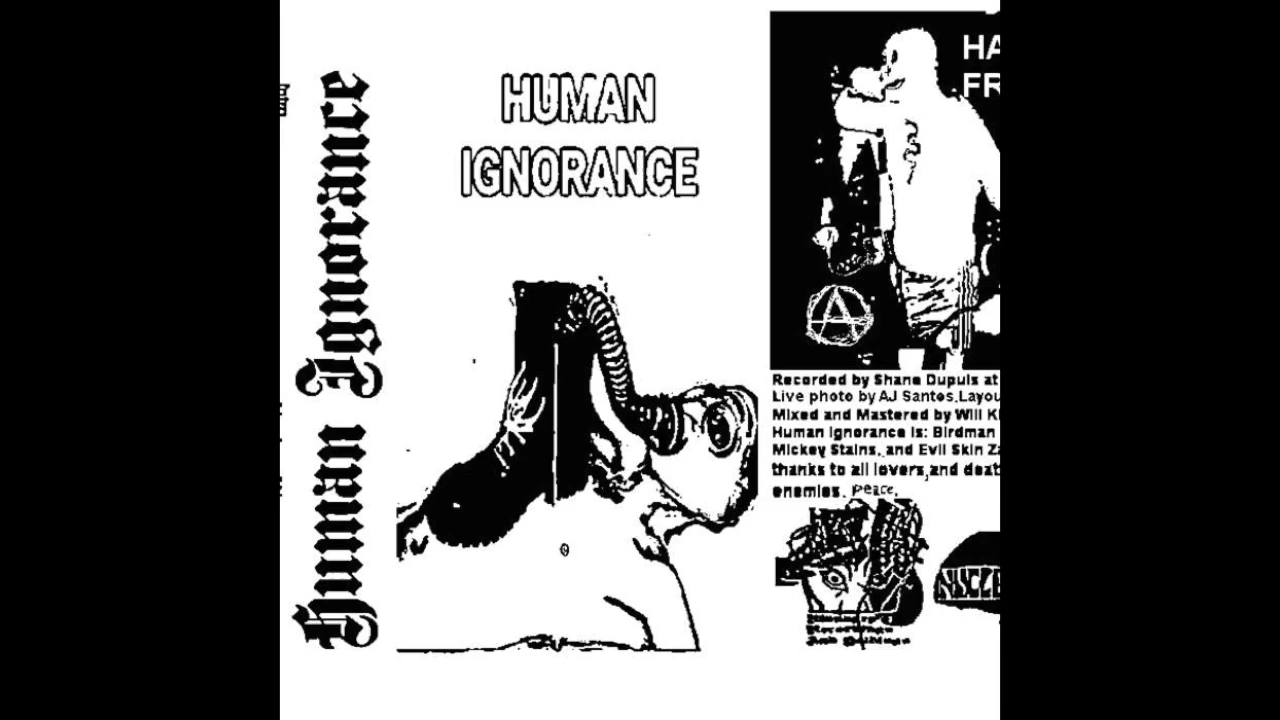 Human Ignorance
HUMAN
IGNORANCE
HA
FR
A
Recorded by Shane Dupuis at
Live photo by AJ Santos,Layou
Mixed and Mastered by Will K
Human Ignorance is: Birdman
Mickey Stains, and Evil Skin Za
thanks to all lovers,and deat
enemies. peace.